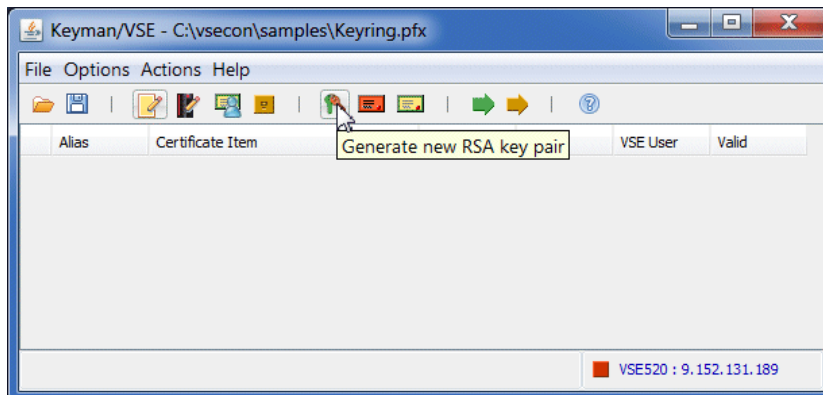 Keyman/VSE - C:\vsecon\samples\Keyring.pfx
File Options Actions Help
Alias Certificate Item VSE User Valid
Generate new RSA key pair
VSE520 : 9.152.131.189